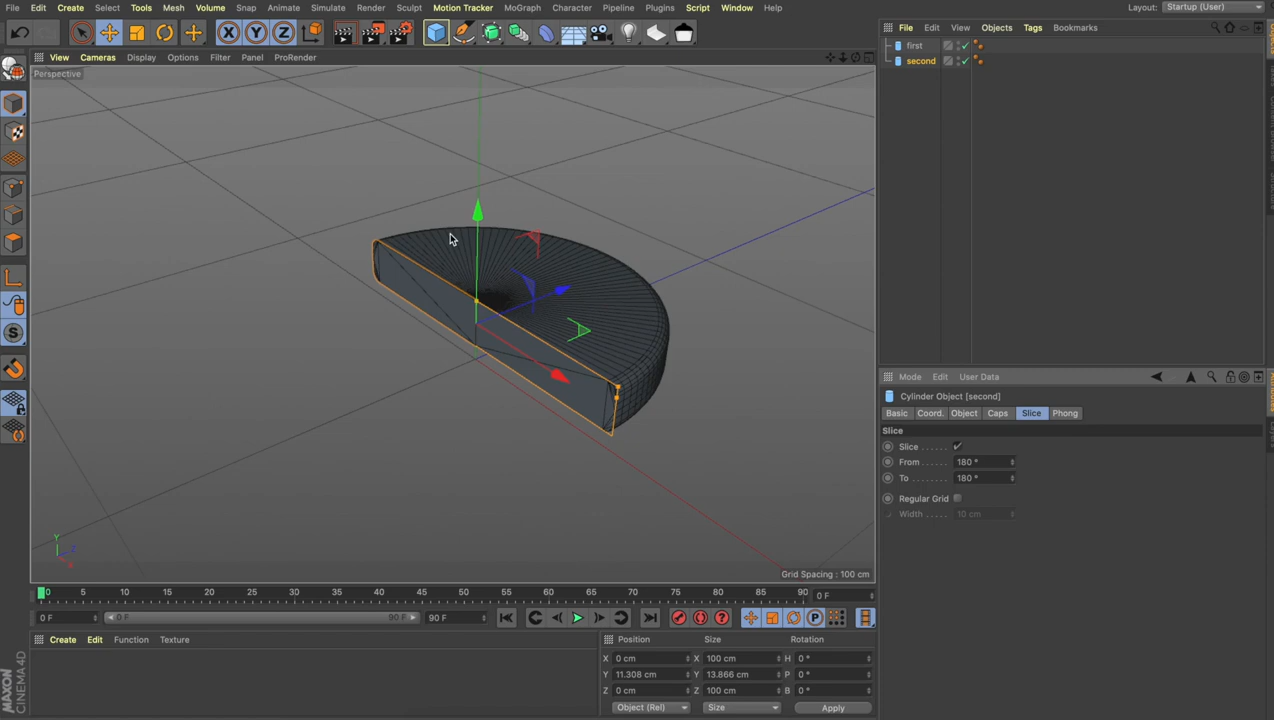 File Edit Create Select Tools Mesh Volume Snap Animate Simulate Render Sculpt Motion Tracker MoGraph Character Pipeline Plugins Script Window Help
Layout: Startup (User)
X Y Z
File Edit View Objects Tags Bookmarks
View Cameras Display Options Filter Panel ProRender
first
second
Perspective
Mode Edit User Data
Cylinder Object [second]
Basic Coord. Object Caps Slice Phong
Slice
Slice . . . . . .
From . . . . . 180 °
To . . . . . . . . 180 °
Regular Grid
Width . . . . . 10 cm
Y
Z
X
Grid Spacing : 100 cm
0 5 10 15 20 25 30 35 40 45 50 55 60 65 70 75 80 85 90
0 F
0 F 0 F 90 F 90 F
P
Create Edit Function Texture
Position Size Rotation
X 0 cm X 100 cm H 0 °
Y 11.308 cm Y 13.866 cm P 0 °
Z 0 cm Z 100 cm B 0 °
Object (Rel) Size Apply
MAXON
CINEMA 4D